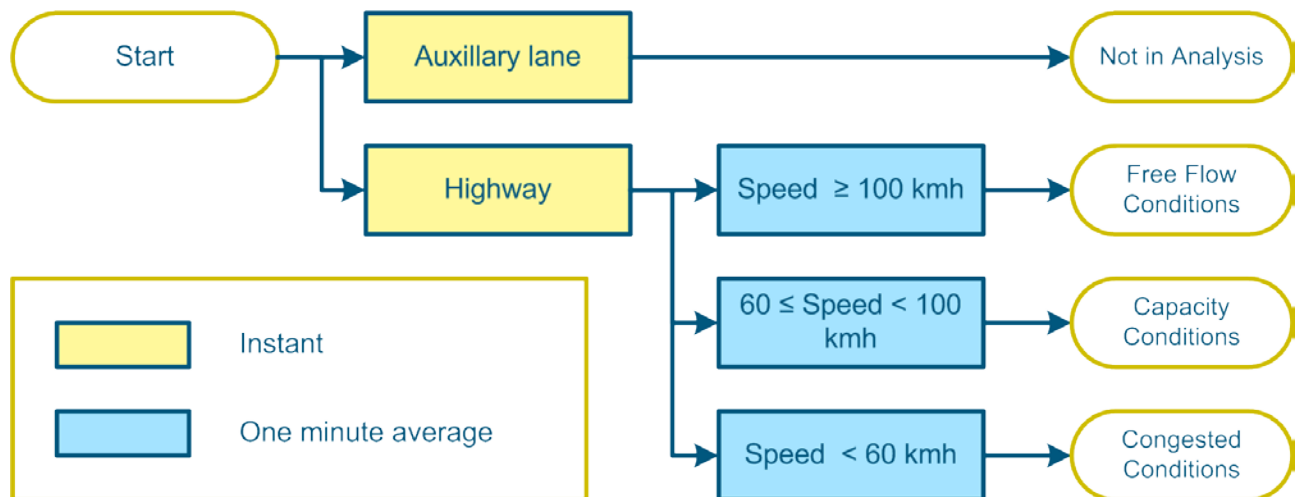 Start
Auxillary lane
Not in Analysis
Highway
Speed ≥ 100 kmh
Free Flow
Conditions
60 ≤ Speed < 100
kmh
Capacity
Conditions
Speed < 60 kmh
Congested
Conditions
Instant
One minute average